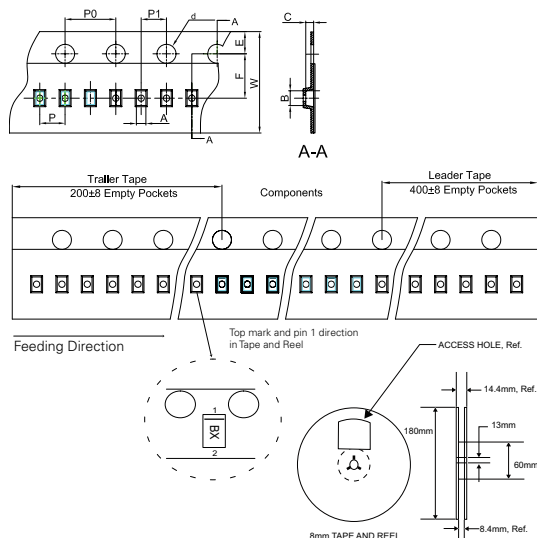 P0
P1
d
A
C
E
F
W
B
P
A
A
A-A
Trailer Tape
200±8 Empty Pockets
Components
Leader Tape
400±8 Empty Pockets
Feeding Direction
Top mark and pin 1 direction
in Tape and Reel
1
BX
2
ACCESS HOLE, Ref.
14.4mm, Ref.
13mm
180mm
60mm
8.4mm, Ref.
8mm TAPE AND REEL